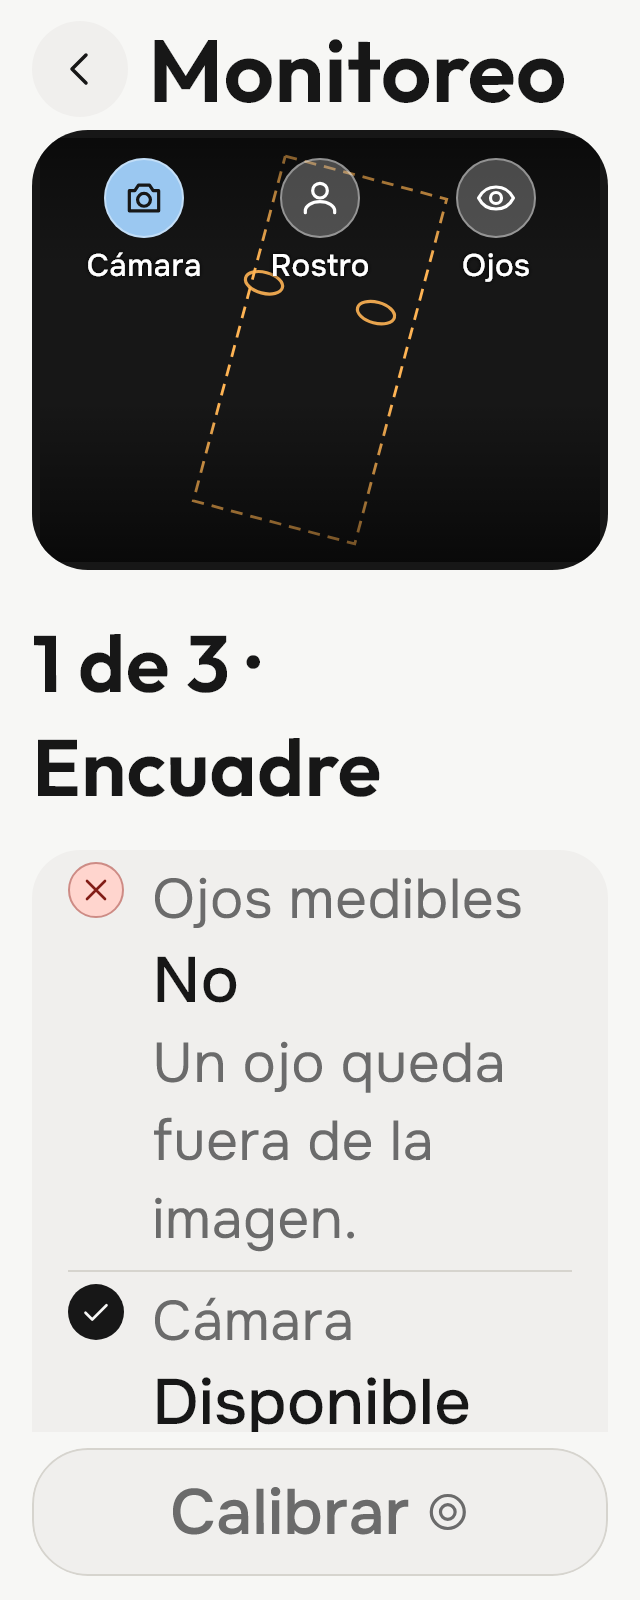 Monitoreo
Cámara
Rostro
Ojos
1 de 3 ·
Encuadre
Ojos medibles
No
Un ojo queda
fuera de la
imagen.
Cámara
Disponible
Calibrar